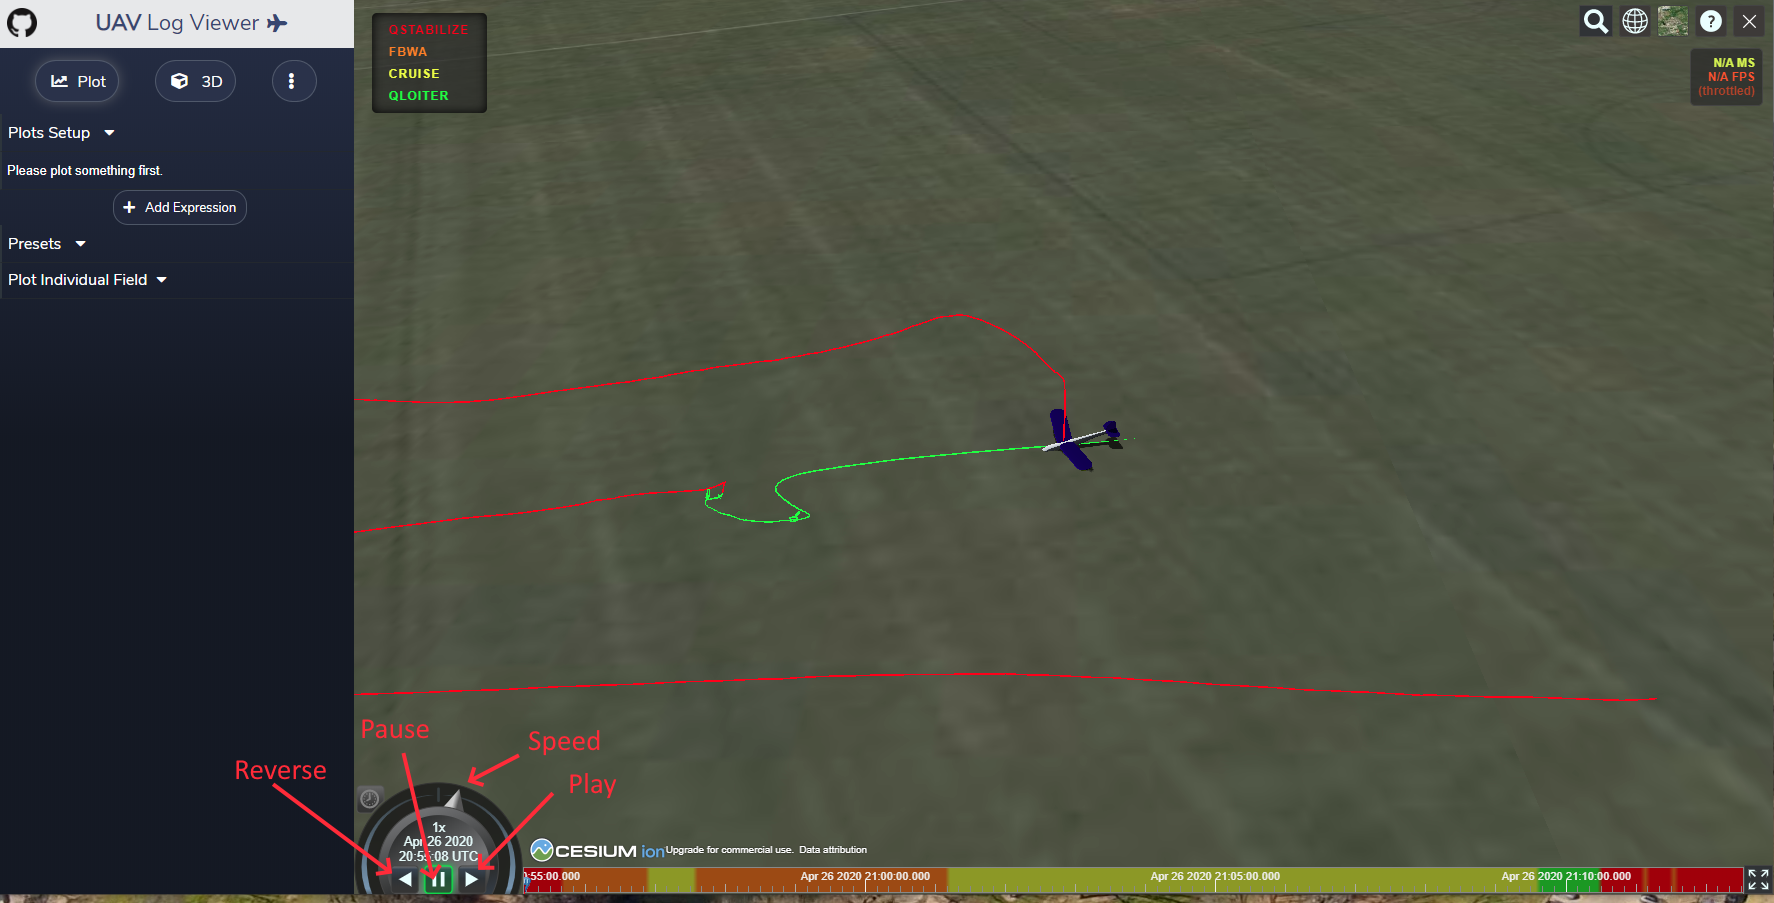 UAV Log Viewer
Plot
3D
Plots Setup
Please plot something first.
Add Expression
Presets
Plot Individual Field
QSTABILIZE
FBWA
CRUISE
QLOITER
?
N/A MS
N/A FPS
(throttled)
Pause
Speed
Reverse
Play
1x
Apr 26 2020
20:55:08 UTC
CESIUM ion Upgrade for commercial use. Data attribution
:55:00.000
Apr 26 2020 21:00:00.000
Apr 26 2020 21:05:00.000
Apr 26 2020 21:10:00.000